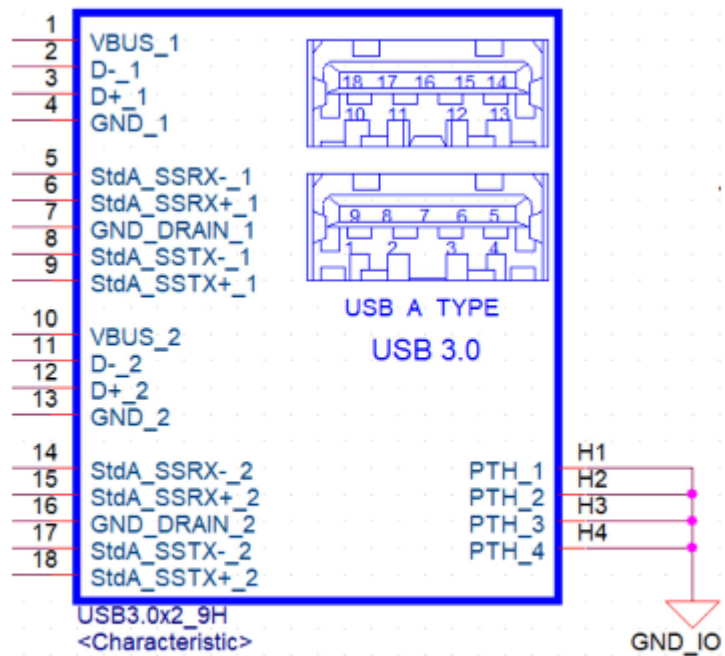 1 VBUS_1
2 D-_1
3 D+_1
4 GND_1
5 StdA_SSRX-_1
6 StdA_SSRX+_1
7 GND_DRAIN_1
8 StdA_SSTX-_1
9 StdA_SSTX+_1
10 VBUS_2
11 D-_2
12 D+_2
13 GND_2
14 StdA_SSRX-_2
15 StdA_SSRX+_2
16 GND_DRAIN_2
17 StdA_SSTX-_2
18 StdA_SSTX+_2
18 17 16 15 14
10 11 12 13
9 8 7 6 5
1 2 3 4
USB A TYPE
USB 3.0
PTH_1 H1
PTH_2 H2
PTH_3 H3
PTH_4 H4
GND_IO
USB3.0x2_9H
<Characteristic>